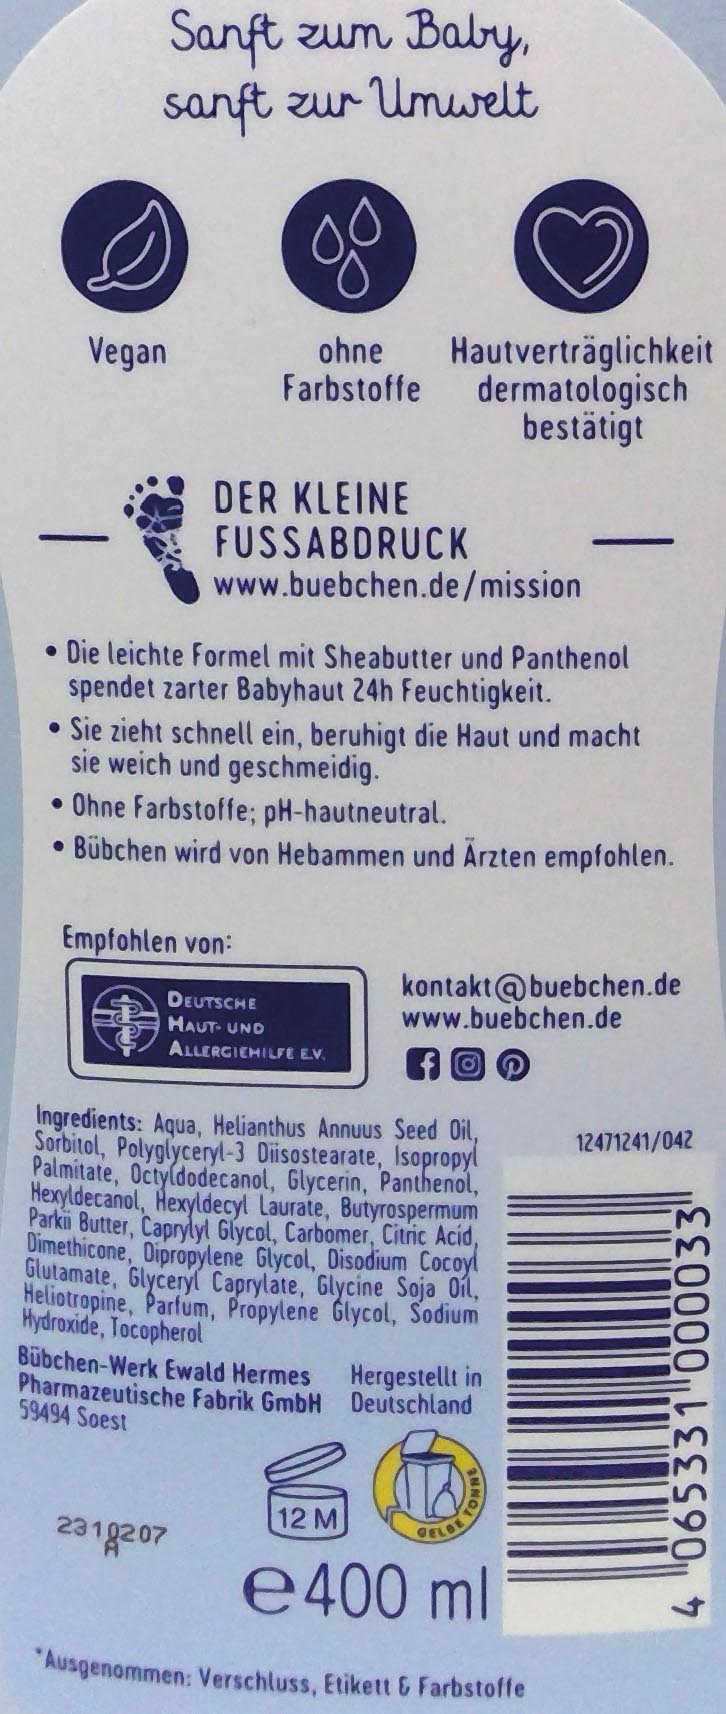 Sanft zum Baby,
sanft zur Umwelt
Vegan
ohne
Farbstoffe
Hautverträglichkeit
dermatologisch
bestätigt
DER KLEINE
FUSSABDRUCK
www.buebchen.de/mission
• Die leichte Formel mit Sheabutter und Panthenol
spendet zarter Babyhaut 24h Feuchtigkeit.
• Sie zieht schnell ein, beruhigt die Haut und macht
sie weich und geschmeidig.
• Ohne Farbstoffe; pH-hautneutral.
• Bübchen wird von Hebammen und Ärzten empfohlen.
Empfohlen von:
DEUTSCHE
HAUT- UND
ALLERGIEHILFE E.V.
kontakt@buebchen.de
www.buebchen.de
Ingredients: Aqua, Helianthus Annuus Seed Oil,
Sorbitol, Polyglyceryl-3 Diisostearate, Isopropyl
Palmitate, Octyldodecanol, Glycerin, Panthenol,
Hexyldecanol, Hexyldecyl Laurate, Butyrospermum
Parkii Butter, Caprylyl Glycol, Carbomer, Citric Acid,
Dimethicone, Dipropylene Glycol, Disodium Cocoyl
Glutamate, Glyceryl Caprylate, Glycine Soja Oil,
Heliotropine, Parfum, Propylene Glycol, Sodium
Hydroxide, Tocopherol
12471241/042
4 065331 000033
Bübchen-Werk Ewald Hermes
Pharmazeutische Fabrik GmbH
59494 Soest
Hergestellt in
Deutschland
12 M
GELBE TONNE
2310207
A
e 400 ml
*Ausgenommen: Verschluss, Etikett & Farbstoffe